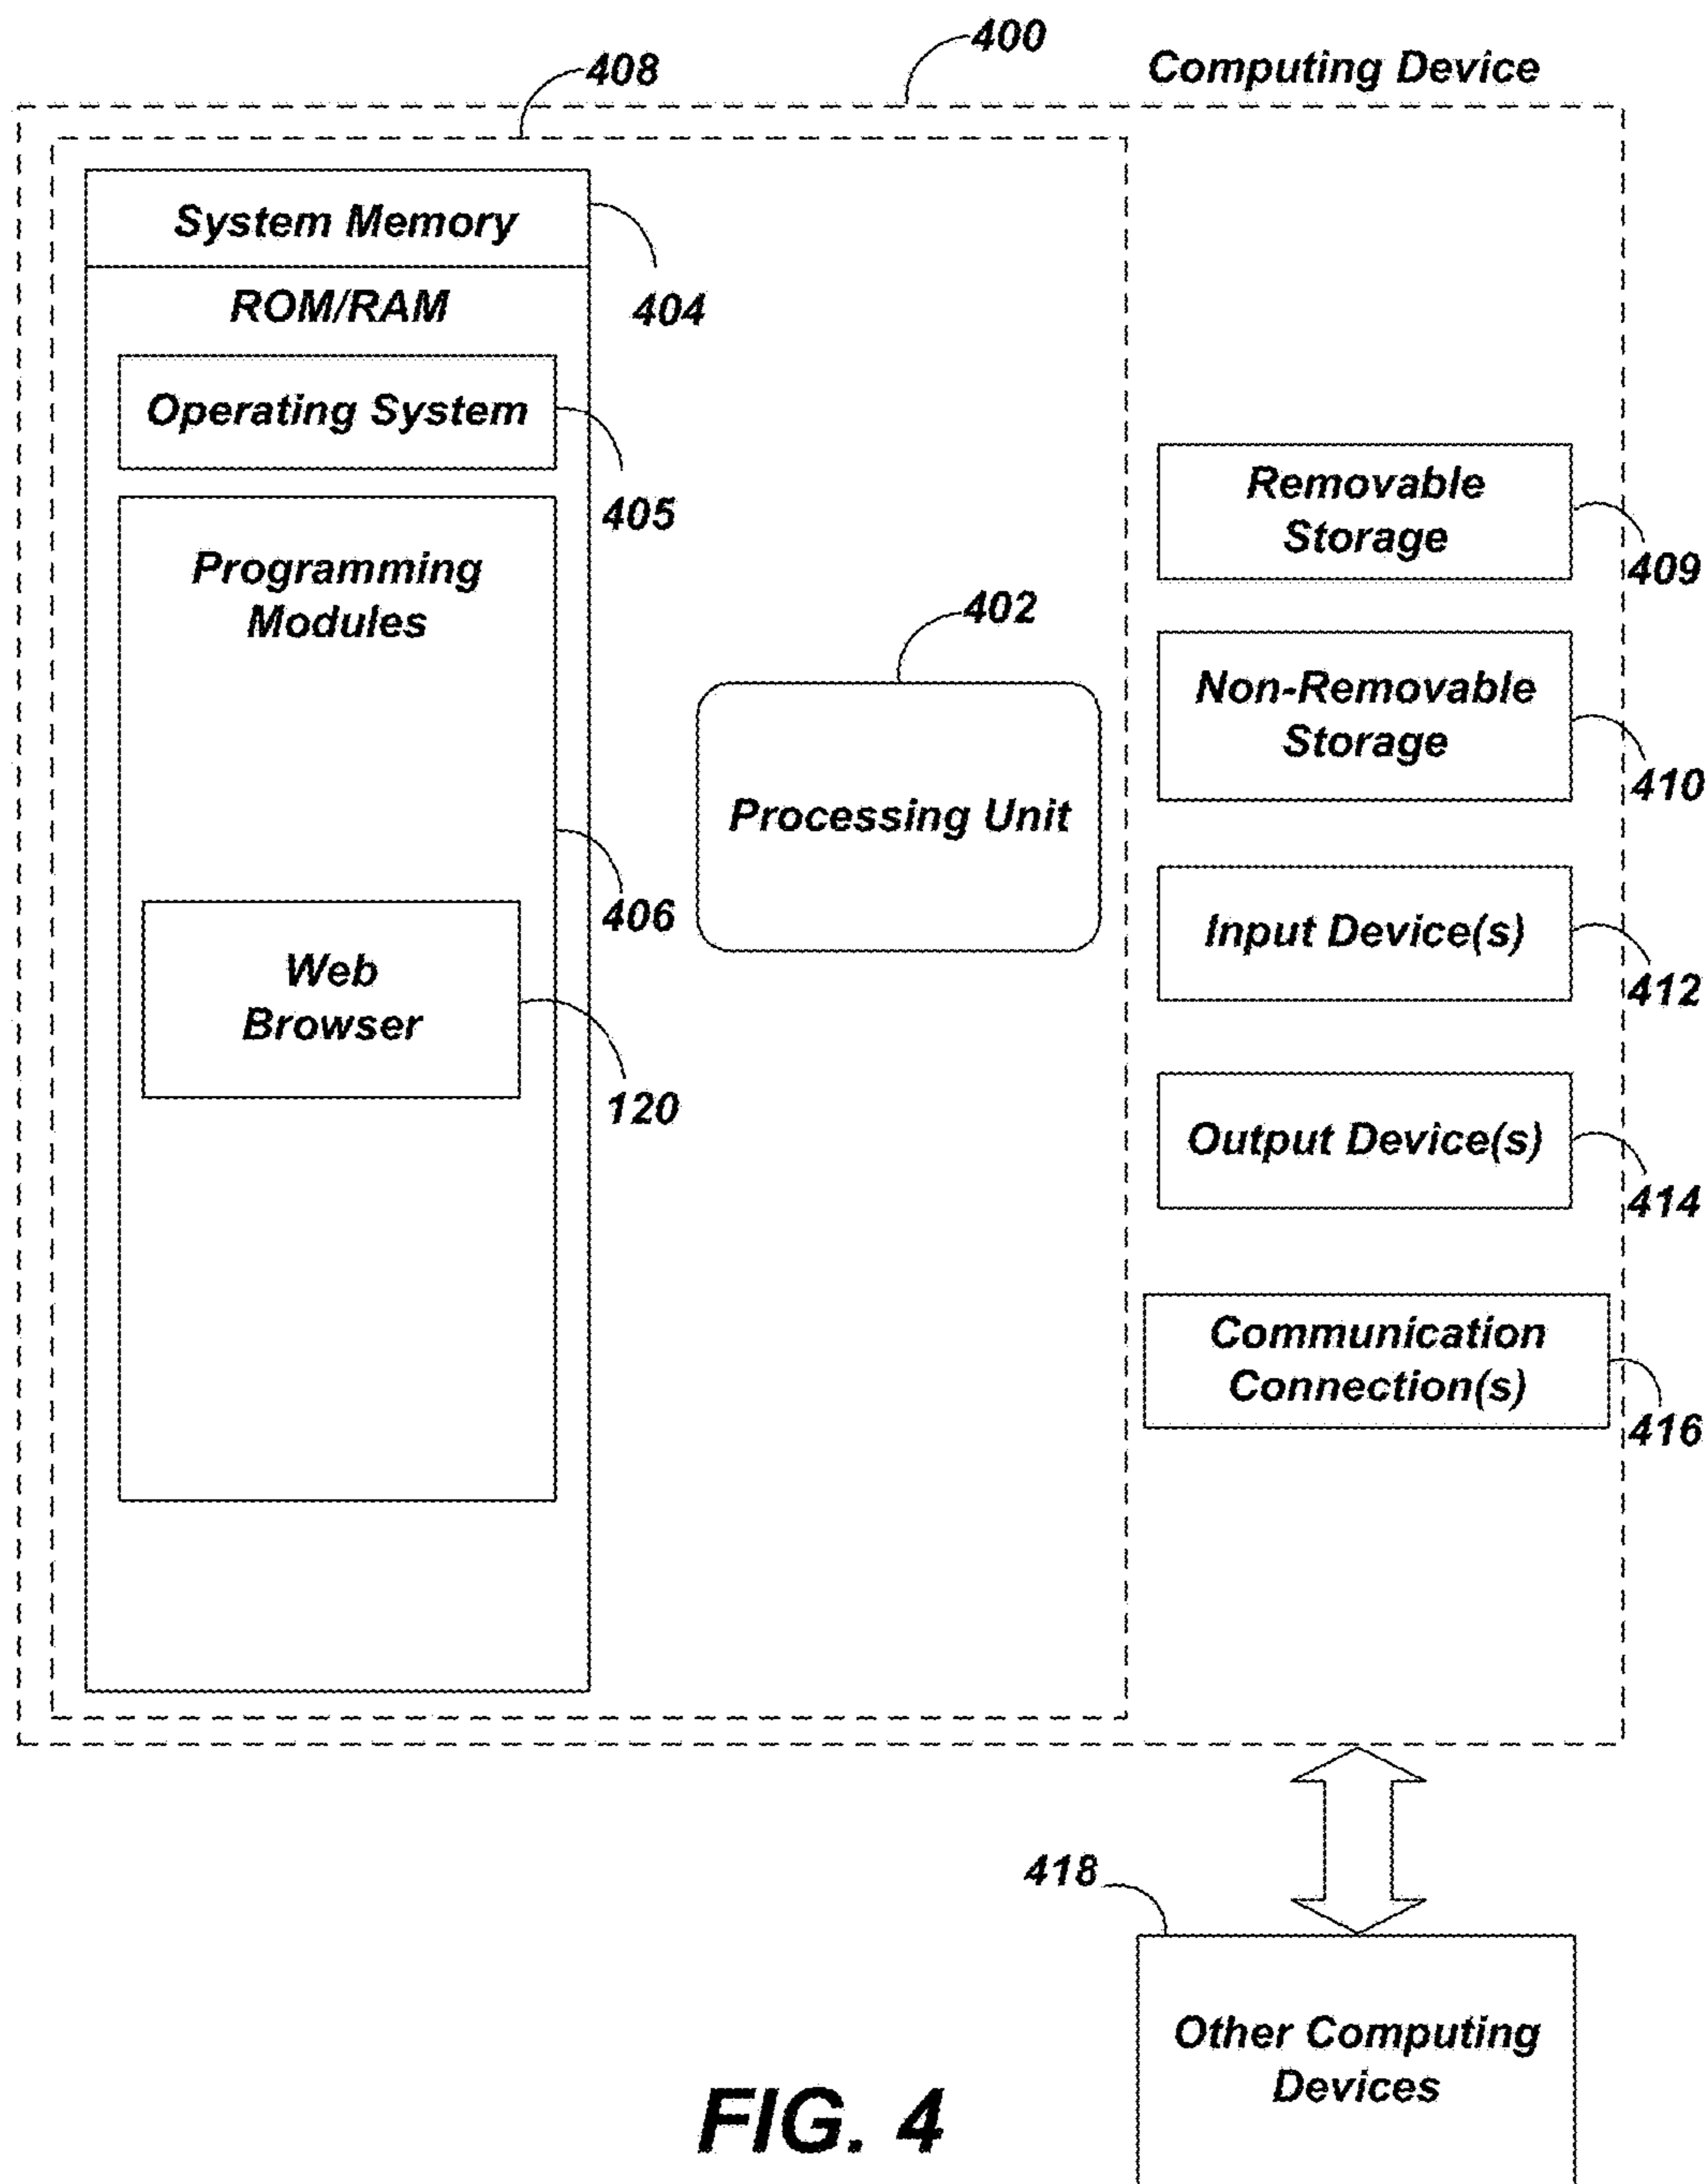 400
Computing Device
408
System Memory
404
ROM/RAM
Operating System
405
Programming
Modules
406
Web
Browser
120
402
Processing Unit
Removable
Storage
409
Non-Removable
Storage
410
Input Device(s)
412
Output Device(s)
414
Communication
Connection(s)
416
418
Other Computing
Devices
FIG. 4